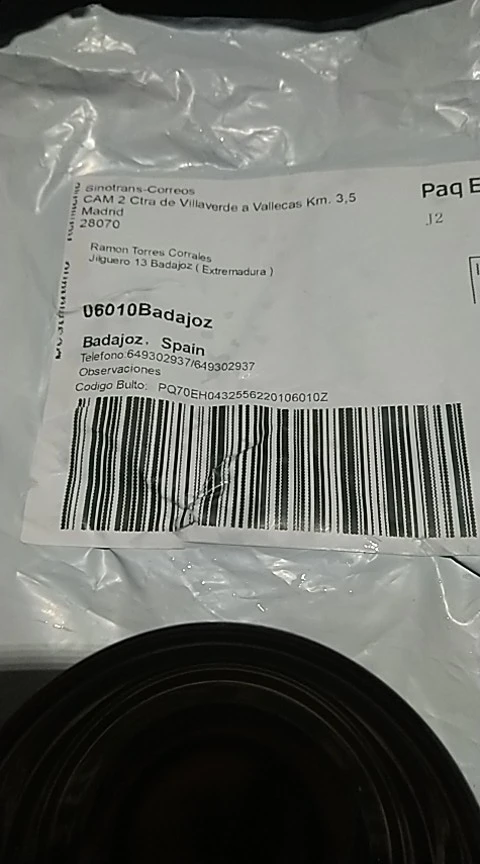 Sinotrans-Correos
CAM 2 Ctra de Villaverde a Vallecas Km. 3,5
Madrid
28070
Paq E
J2
Ramon Torres Corrales
Jilguero 13 Badajoz ( Extremadura )
06010Badajoz
Badajoz. Spain
Telefono:649302937/649302937
Observaciones
Codigo Bulto: PQ70EH0432556220106010Z